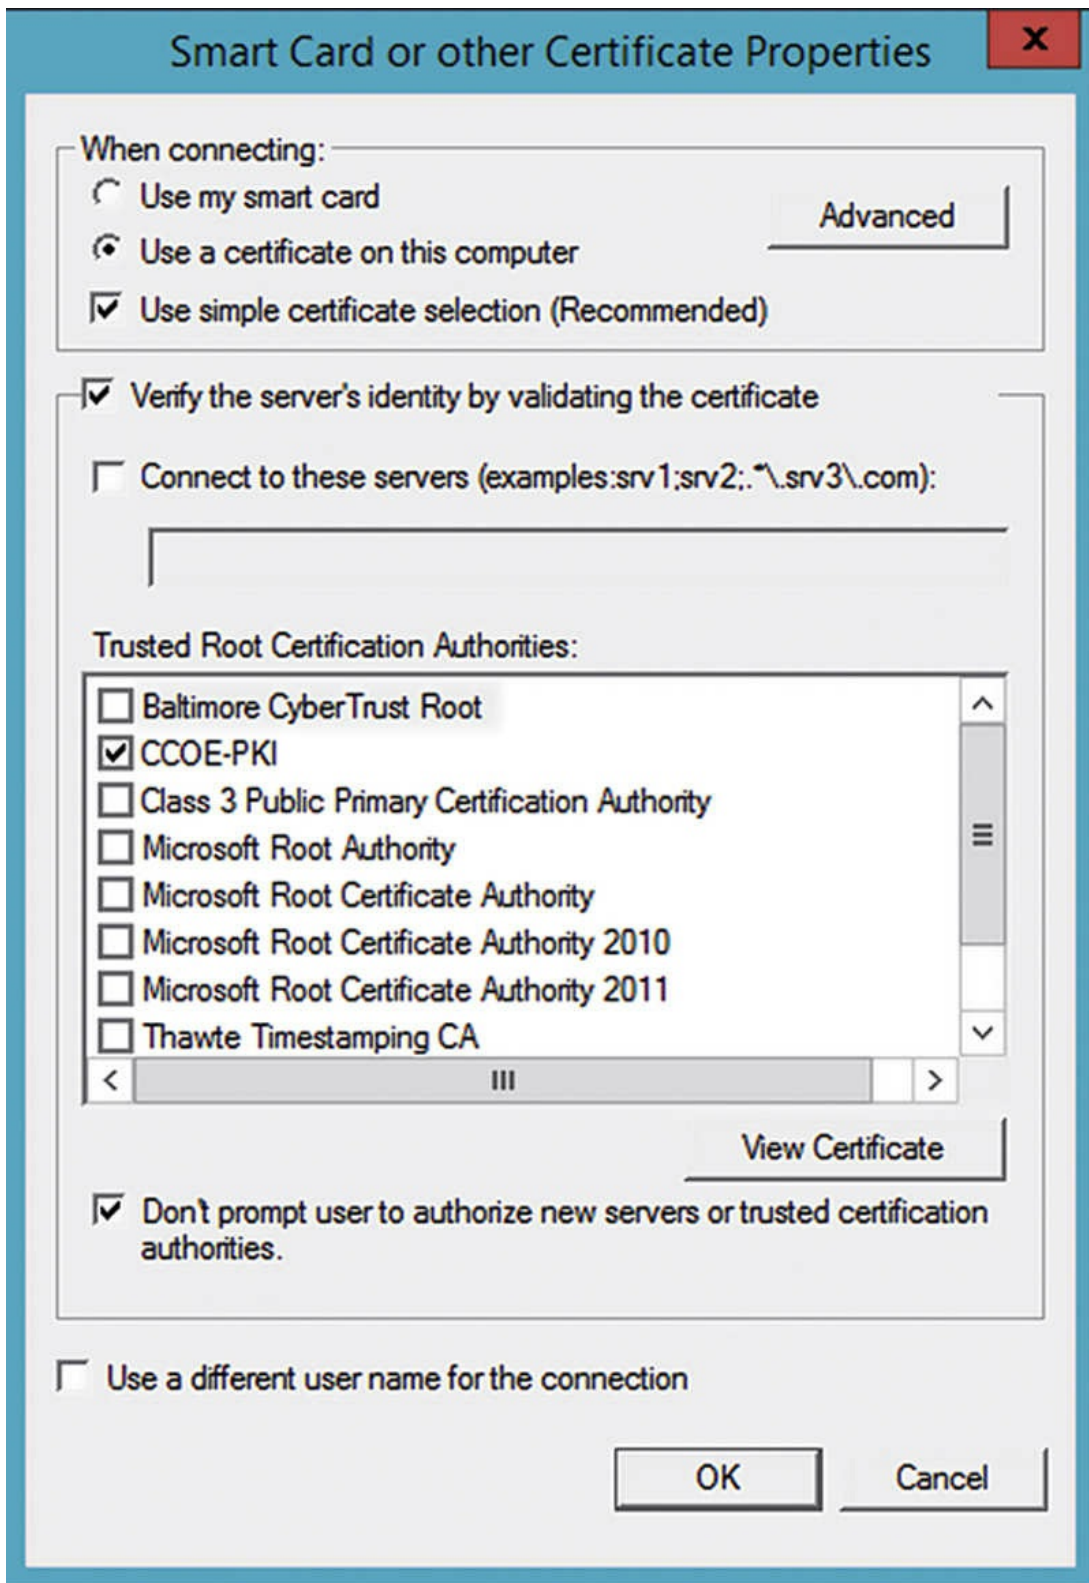 Smart Card or other Certificate Properties
x
When connecting:
Use my smart card
Advanced
Use a certificate on this computer
Use simple certificate selection (Recommended)
Verify the server's identity by validating the certificate
Connect to these servers (examples:srv1;srv2;.*\.srv3\.com):
Trusted Root Certification Authorities:
Baltimore CyberTrust Root
CCOE-PKI
Class 3 Public Primary Certification Authority
Microsoft Root Authority
Microsoft Root Certificate Authority
Microsoft Root Certificate Authority 2010
Microsoft Root Certificate Authority 2011
Thawte Timestamping CA
View Certificate
Don't prompt user to authorize new servers or trusted certification
authorities.
Use a different user name for the connection
OK
Cancel